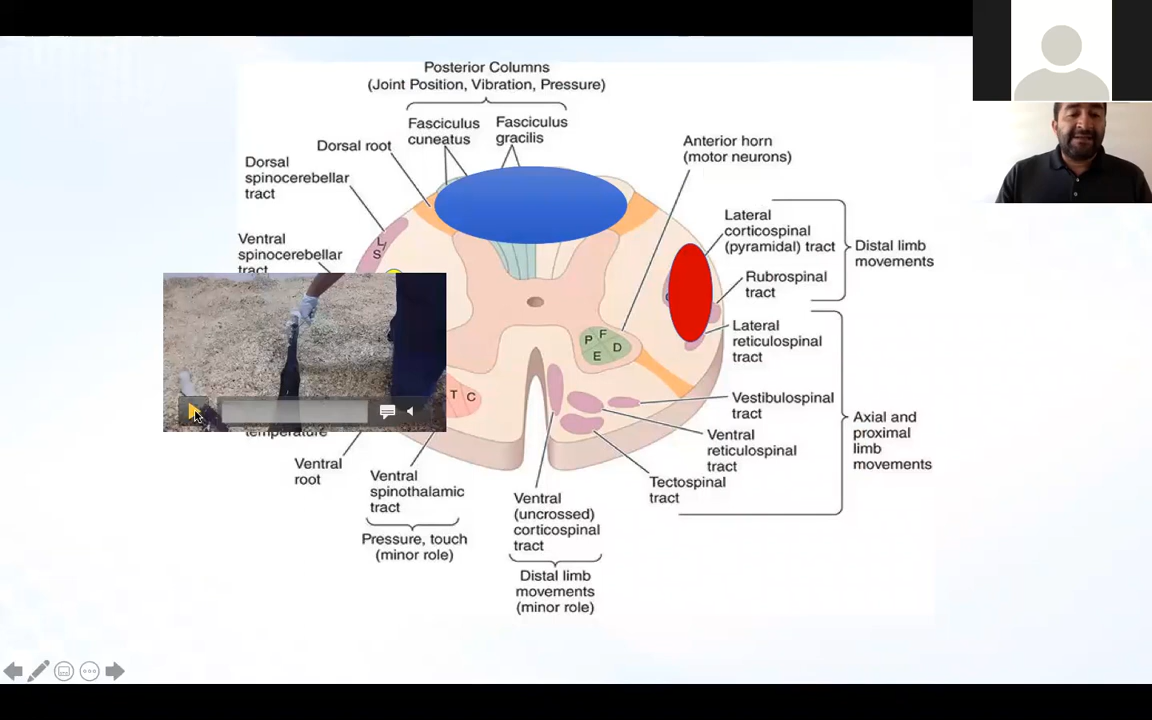 Posterior Columns
(Joint Position, Vibration, Pressure)
Fasciculus
cuneatus
Fasciculus
gracilis
Dorsal root
Anterior horn
(motor neurons)
Dorsal
spinocerebellar
tract
Lateral
corticospinal
(pyramidal) tract
Distal limb
movements
Ventral
spinocerebellar
tract
L
S
Rubrospinal
tract
Lateral
reticulospinal
tract
P
F
E
D
T C
Vestibulospinal
tract
Axial and
proximal
limb
movements
temperature
Ventral
reticulospinal
tract
Ventral
root
Ventral
spinothalamic
tract
Tectospinal
tract
Ventral
(uncrossed)
corticospinal
tract
Pressure, touch
(minor role)
Distal limb
movements
(minor role)